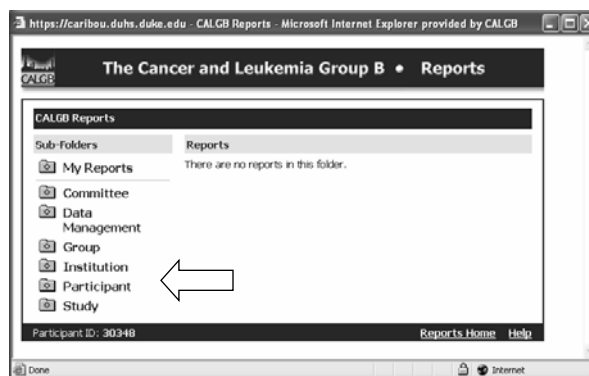 https://caribou.duhs.duke.edu - CALGB Reports - Microsoft Internet Explorer provided by CALGB
CALGB
The Cancer and Leukemia Group B • Reports
CALGB Reports
Sub-Folders
Reports
My Reports
There are no reports in this folder.
Committee
Data
Management
Group
Institution
Participant
Study
Participant ID: 30348
Reports Home Help
Done
Internet